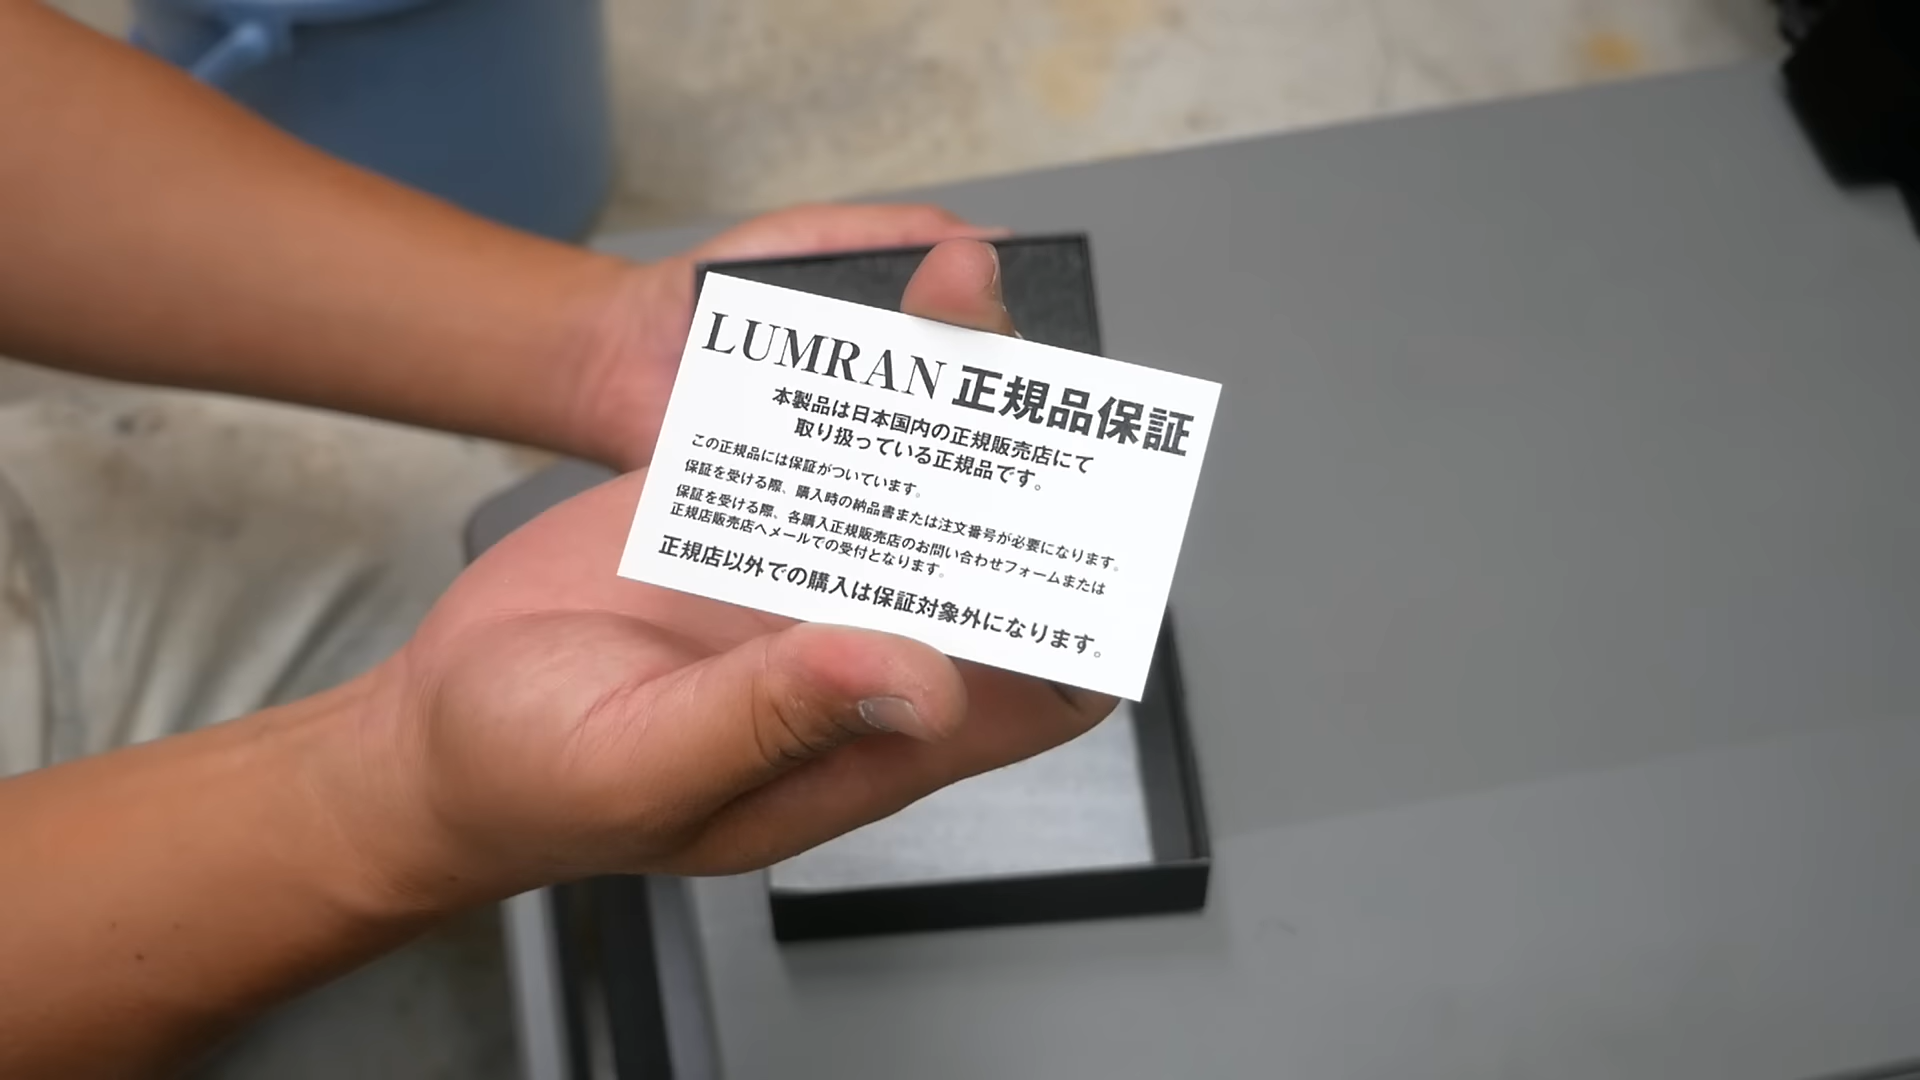 LUMRAN 正規品保証
本製品は日本国内の正規販売店にて
取り扱っている正規品です。
この正規品には保証がついています。
保証を受ける際、購入時の納品書または注文番号が必要になります。
保証を受ける際、各購入正規販売店のお問い合わせフォームまたは
正規店販売店へメールでの受付となります。
正規店以外での購入は保証対象外になります。